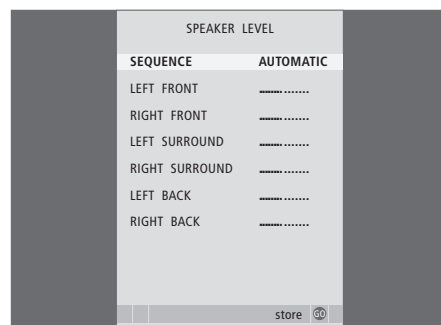 SPEAKER LEVEL
SEQUENCE AUTOMATIC
LEFT FRONT ..............
RIGHT FRONT ..............
LEFT SURROUND ..............
RIGHT SURROUND ..............
LEFT BACK ..............
RIGHT BACK ..............
store GO